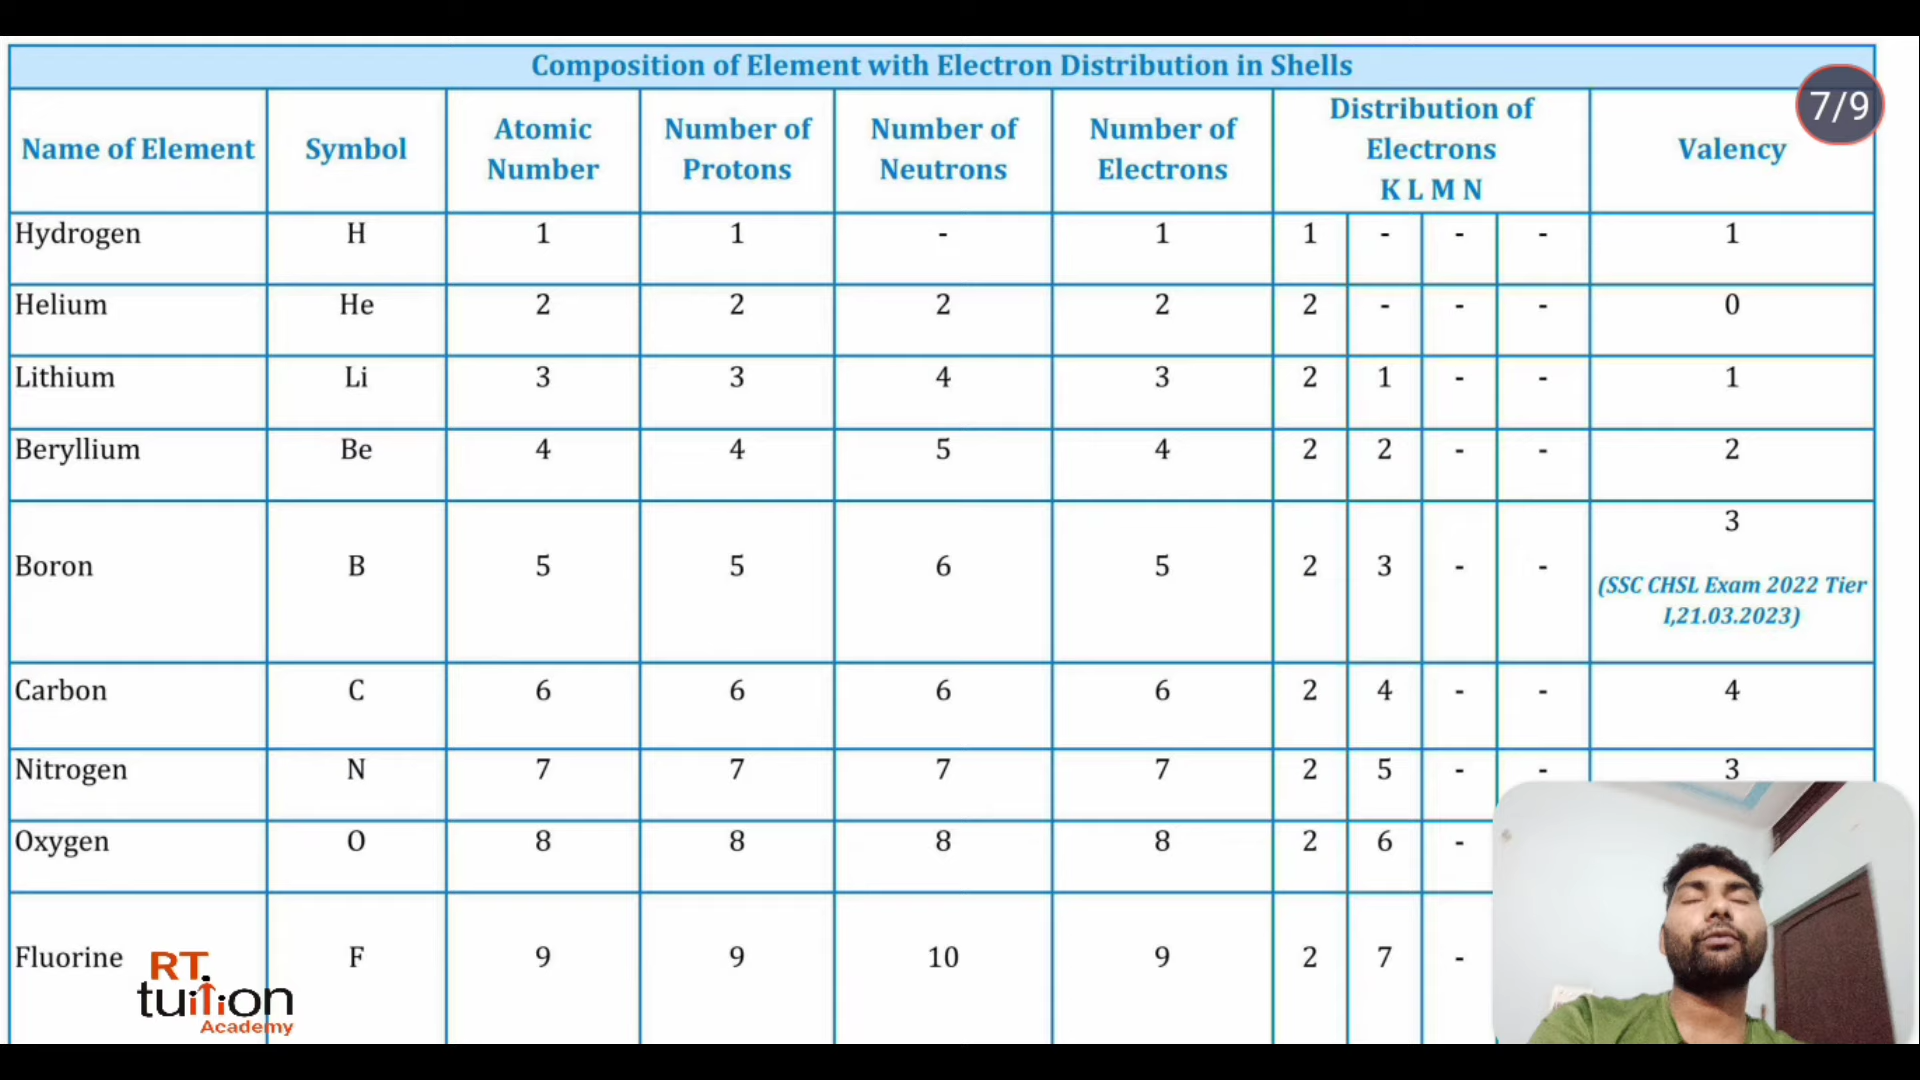 Composition of Element with Electron Distribution in Shells
7/9
Name of Element Symbol Atomic Number Number of Protons Number of Neutrons Number of Electrons Distribution of Electrons K L M N Valency
Hydrogen H 1 1 - 1 1 - - - 1
Helium He 2 2 2 2 2 - - - 0
Lithium Li 3 3 4 3 2 1 - - 1
Beryllium Be 4 4 5 4 2 2 - - 2
Boron B 5 5 6 5 2 3 - - 3
(SSC CHSL Exam 2022 Tier
I,21.03.2023)
Carbon C 6 6 6 6 2 4 - - 4
Nitrogen N 7 7 7 7 2 5 - - 3
Oxygen O 8 8 8 8 2 6 -
Fluorine F 9 9 10 9 2 7 -
RT
tuition
Academy